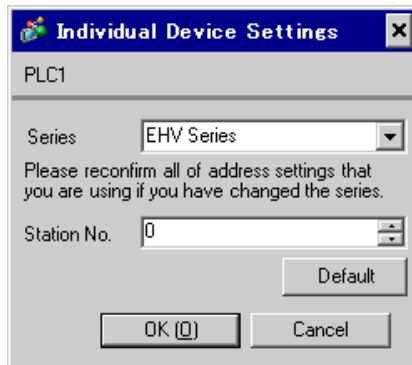 Individual Device Settings
PLC1
Series EHV Series
Please reconfirm all of address settings that
you are using if you have changed the series.
Station No. 0
Default
OK (O) Cancel